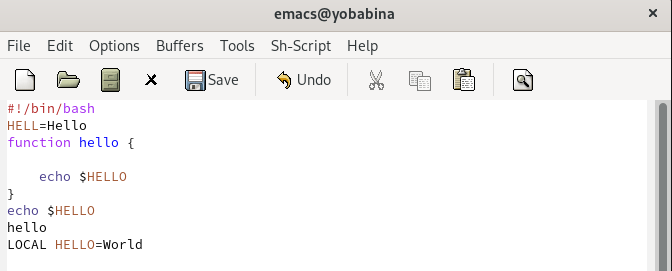 emacs@yobabina
File Edit Options Buffers Tools Sh-Script Help
Save Undo
#!/bin/bash
HELL=Hello
function hello {
    echo $HELLO
}
echo $HELLO
hello
LOCAL HELLO=World